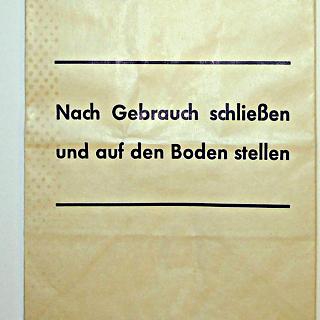 Nach Gebrauch schließen
und auf den Boden stellen